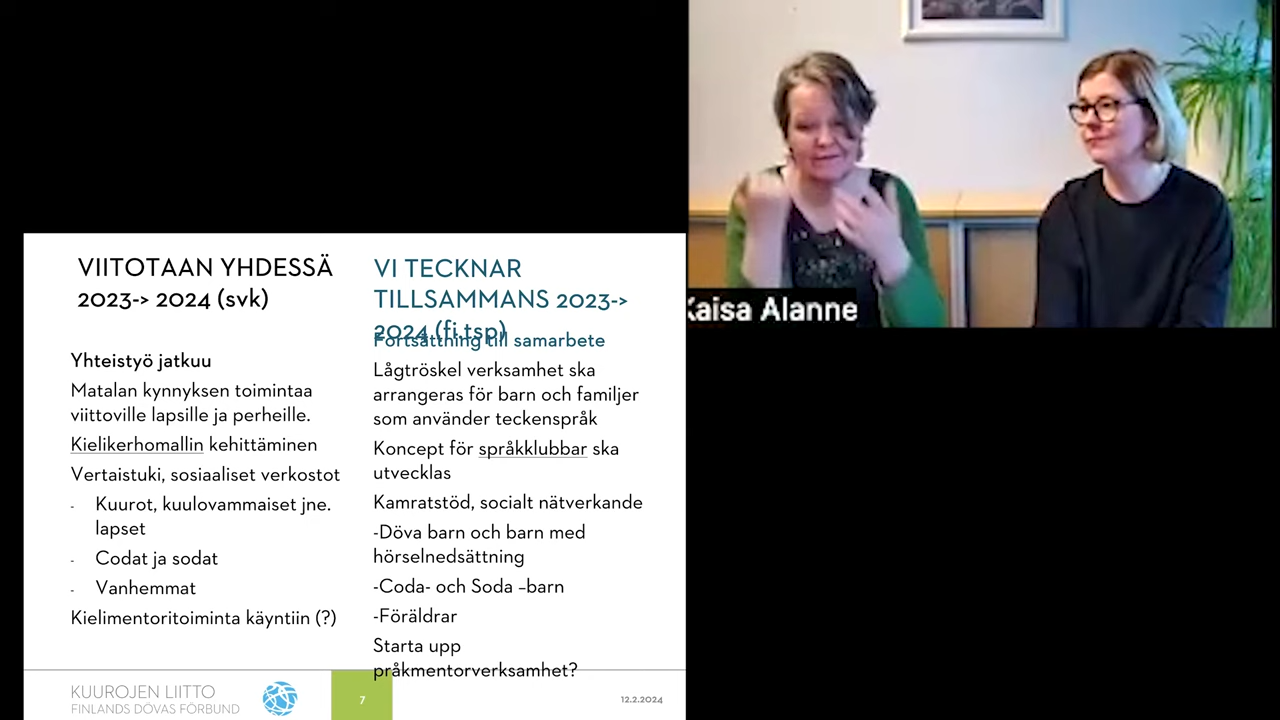 VIITOTAAN YHDESSÄ
2023-> 2024 (svk)
Yhteistyö jatkuu
Matalan kynnyksen toimintaa
viittoville lapsille ja perheille.
Kielikerhomallin kehittäminen
Vertaistuki, sosiaaliset verkostot
- Kuurot, kuulovammaiset jne.
lapset
- Codat ja sodat
- Vanhemmat
Kielimentoritoiminta käyntiin (?)
VI TECKNAR
TILLSAMMANS 2023->
2024 (fi.tsp)
Fortsättning till samarbete
Lågtröskel verksamhet ska
arrangeras för barn och familjer
som använder teckenspråk
Koncept för språkklubbar ska
utvecklas
Kamratstöd, socialt nätverkande
-Döva barn och barn med
hörselnedsättning
-Coda- och Soda –barn
-Föräldrar
Starta upp
pråkmentorverksamhet?
KUUROJEN LIITTO
FINLANDS DÖVAS FÖRBUND
7
12.2.2024
Kaisa Alanne